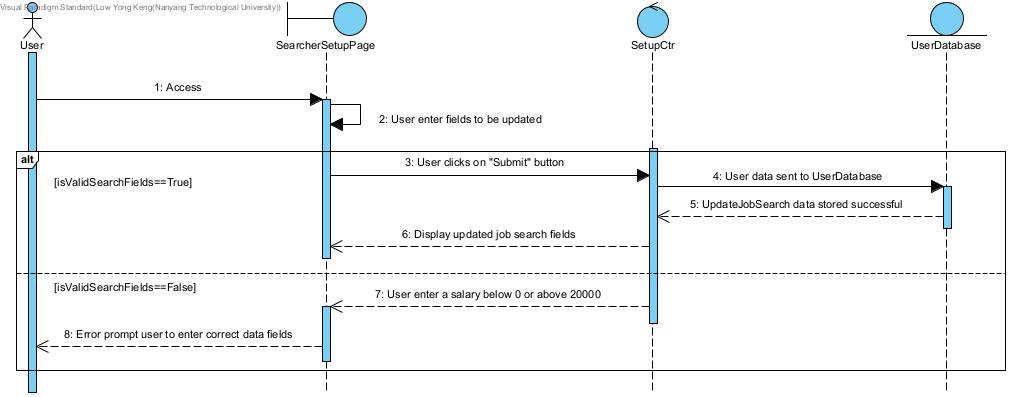 Visual Paradigm Standard(Low Yong Keng(Nanyang Technological University))
User
SearcherSetupPage
SetupCtr
UserDatabase
1: Access
2: User enter fields to be updated
alt
3: User clicks on "Submit" button
[isValidSearchFields==True]
4: User data sent to UserDatabase
5: UpdateJobSearch data stored successful
6: Display updated job search fields
[isValidSearchFields==False]
7: User enter a salary below 0 or above 20000
8: Error prompt user to enter correct data fields